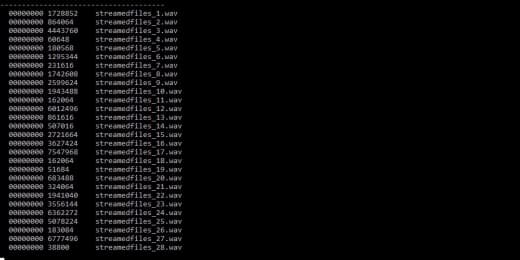 --------------------------------------
00000000 1728852 streamedfiles_1.wav
00000000 864064 streamedfiles_2.wav
00000000 4443760 streamedfiles_3.wav
00000000 60648 streamedfiles_4.wav
00000000 180568 streamedfiles_5.wav
00000000 1295344 streamedfiles_6.wav
00000000 231616 streamedfiles_7.wav
00000000 1742608 streamedfiles_8.wav
00000000 2599624 streamedfiles_9.wav
00000000 1943488 streamedfiles_10.wav
00000000 162064 streamedfiles_11.wav
00000000 6012496 streamedfiles_12.wav
00000000 861616 streamedfiles_13.wav
00000000 507016 streamedfiles_14.wav
00000000 2721664 streamedfiles_15.wav
00000000 3627424 streamedfiles_16.wav
00000000 7547968 streamedfiles_17.wav
00000000 162064 streamedfiles_18.wav
00000000 51684 streamedfiles_19.wav
00000000 683488 streamedfiles_20.wav
00000000 324064 streamedfiles_21.wav
00000000 1941040 streamedfiles_22.wav
00000000 3556144 streamedfiles_23.wav
00000000 6362272 streamedfiles_24.wav
00000000 5078224 streamedfiles_25.wav
00000000 183084 streamedfiles_26.wav
00000000 6777496 streamedfiles_27.wav
00000000 38800 streamedfiles_28.wav